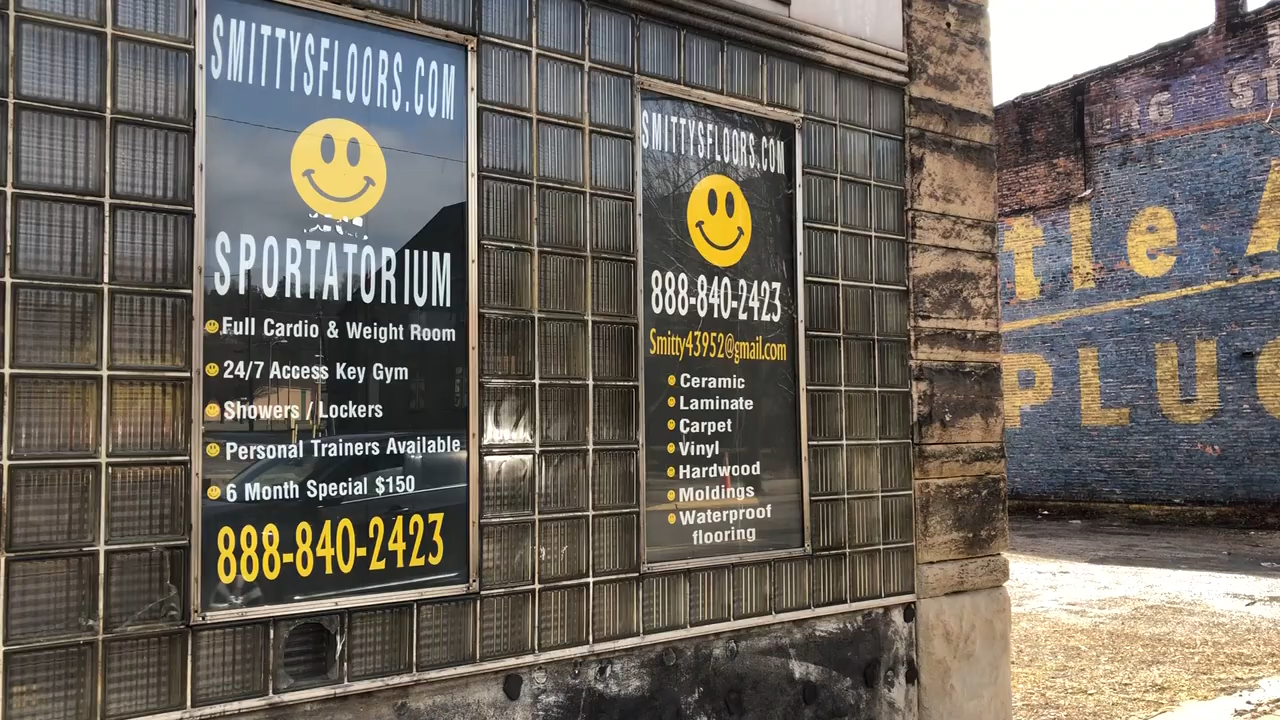 SMITTYSFLOORS.COM
SPORTATORIUM
Full Cardio & Weight Room
24/7 Access Key Gym
Showers / Lockers
Personal Trainers Available
6 Month Special $150
888-840-2423
SMITTYSFLOORS.COM
888-840-2423
Smitty43952@gmail.com
Ceramic
Laminate
Carpet
Vinyl
Hardwood
Moldings
Waterproof
flooring
tle A
PLUG